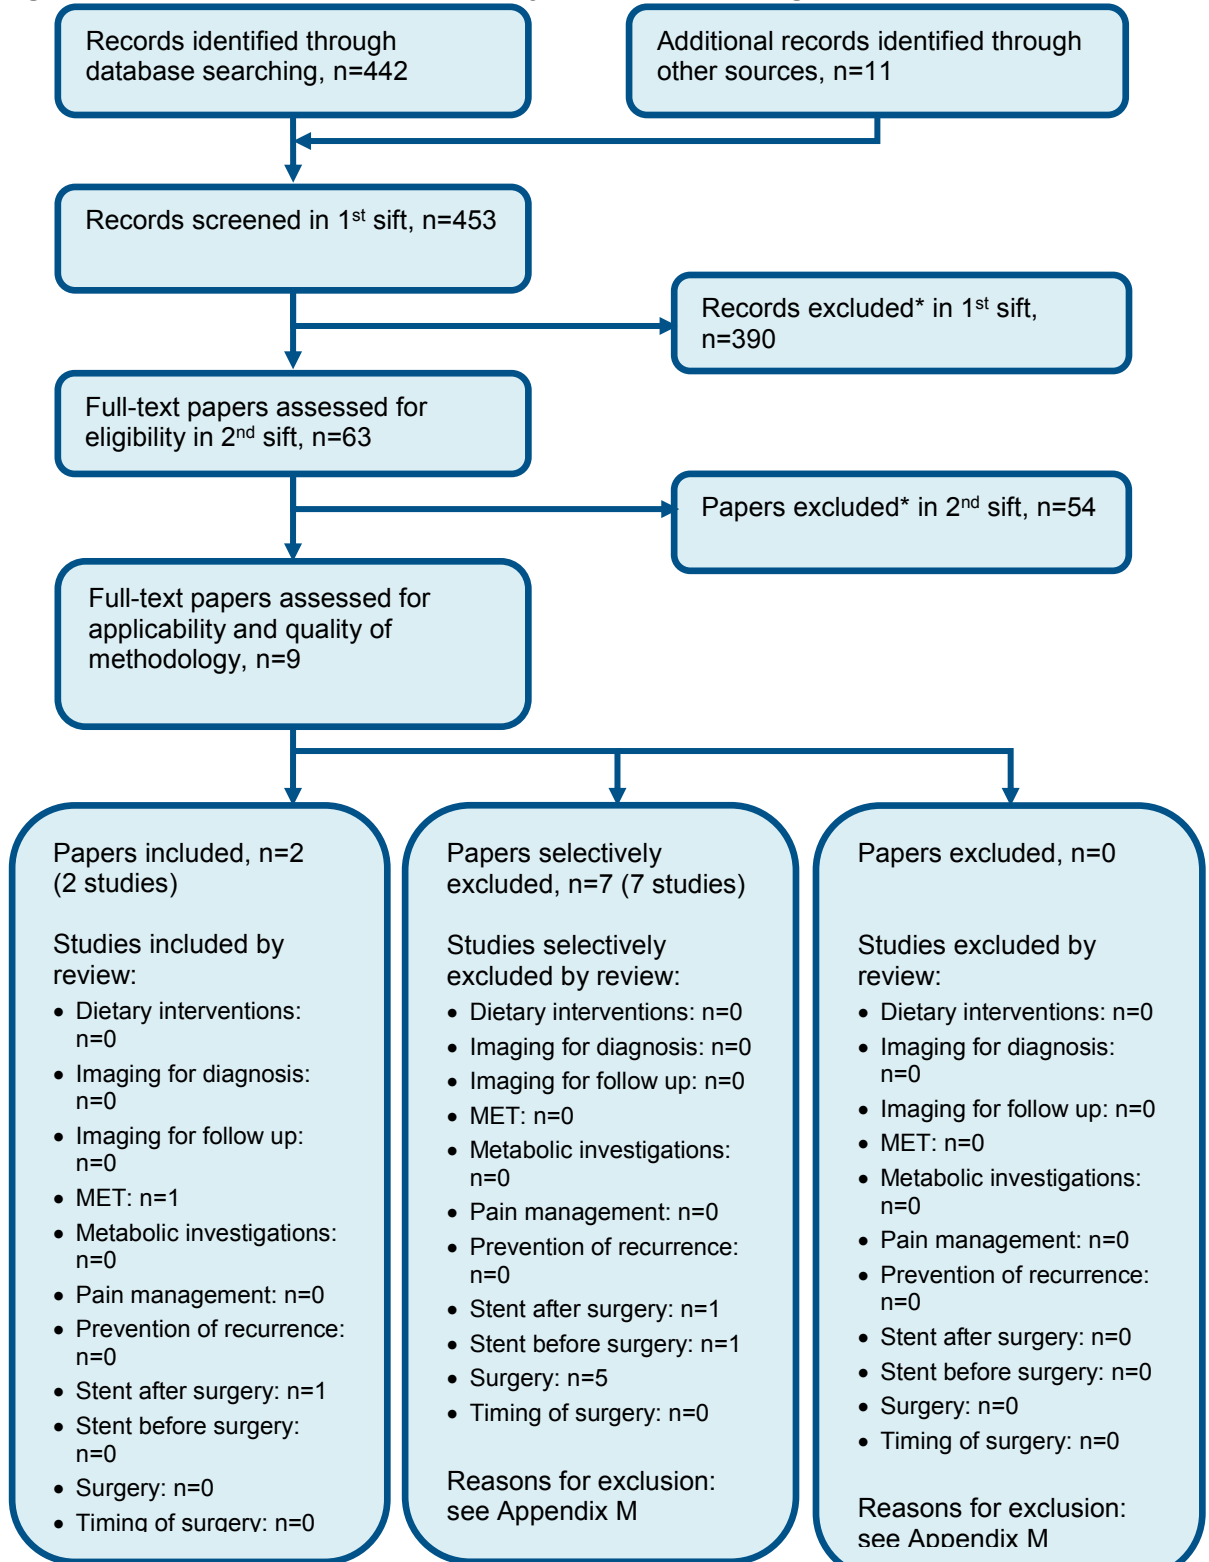 Records identified through
database searching, n=442
Additional records identified through
other sources, n=11
Records screened in 1st sift, n=453
Records excluded* in 1st sift,
n=390
Full-text papers assessed for
eligibility in 2nd sift, n=63
Papers excluded* in 2nd sift, n=54
Full-text papers assessed for
applicability and quality of
methodology, n=9
Papers included, n=2
(2 studies)
Studies included by
review:
• Dietary interventions:
n=0
• Imaging for diagnosis:
n=0
• Imaging for follow up:
n=0
• MET: n=1
• Metabolic investigations:
n=0
• Pain management: n=0
• Prevention of recurrence:
n=0
• Stent after surgery: n=1
• Stent before surgery:
n=0
• Surgery: n=0
• Timing of surgery: n=0
Papers selectively
excluded, n=7 (7 studies)
Studies selectively
excluded by review:
• Dietary interventions: n=0
• Imaging for diagnosis: n=0
• Imaging for follow up: n=0
• MET: n=0
• Metabolic investigations:
n=0
• Pain management: n=0
• Prevention of recurrence:
n=0
• Stent after surgery: n=1
• Stent before surgery: n=1
• Surgery: n=5
• Timing of surgery: n=0
Reasons for exclusion:
see Appendix M
Papers excluded, n=0
Studies excluded by
review:
• Dietary interventions: n=0
• Imaging for diagnosis:
n=0
• Imaging for follow up: n=0
• MET: n=0
• Metabolic investigations:
n=0
• Pain management: n=0
• Prevention of recurrence:
n=0
• Stent after surgery: n=0
• Stent before surgery: n=0
• Surgery: n=0
• Timing of surgery: n=0
Reasons for exclusion:
see Appendix M